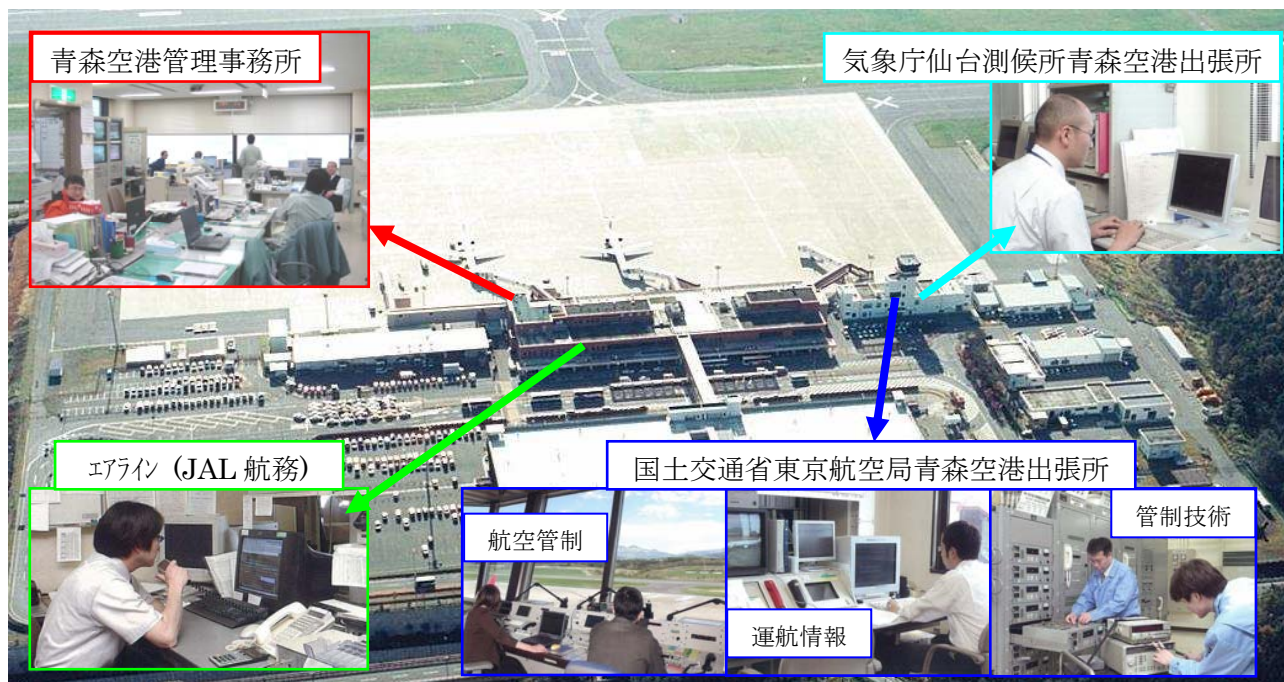 青森空港管理事務所
気象庁仙台測候所青森空港出張所
エアライン (JAL 航務)
国土交通省東京航空局青森空港出張所
航空管制
運航情報
管制技術